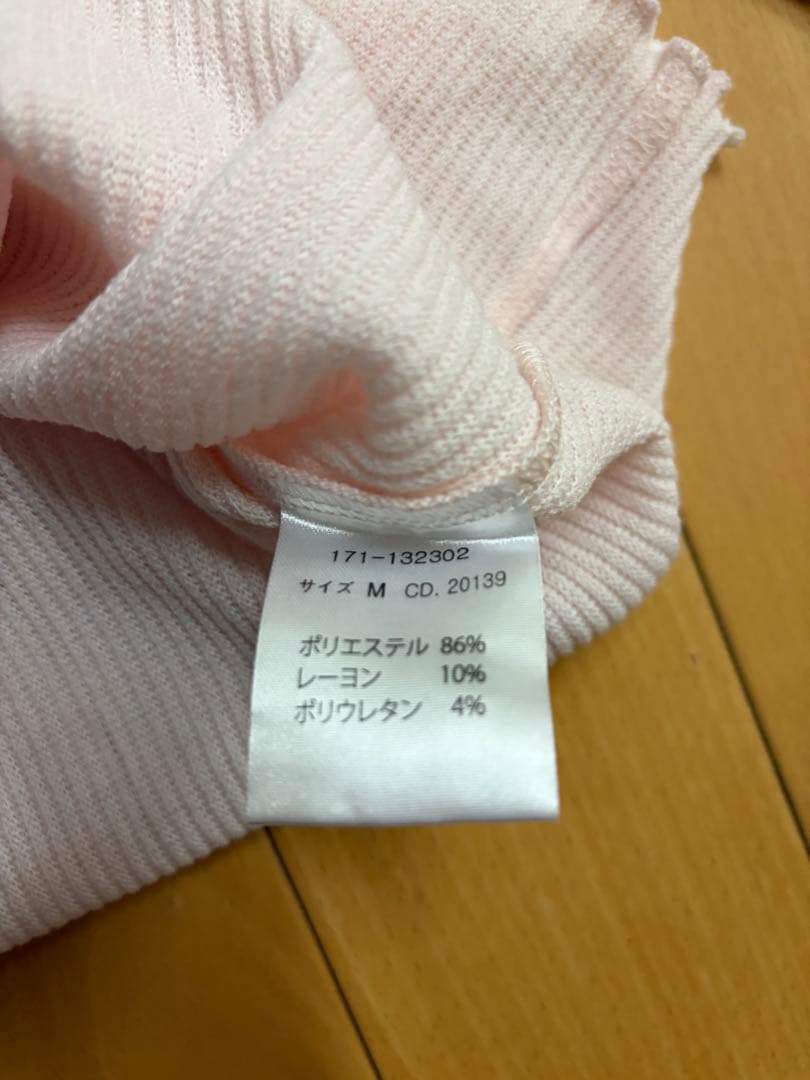 171-132302
サイズ M CD. 20139
ポリエステル 86%
レーヨン 10%
ポリウレタン 4%